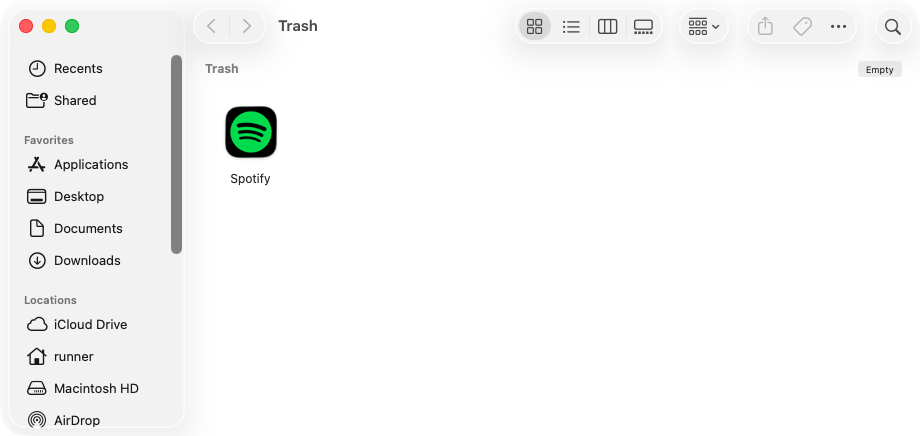 Trash
Recents
Shared
Favorites
Applications
Desktop
Documents
Downloads
Locations
iCloud Drive
runner
Macintosh HD
AirDrop
Trash
Empty
Spotify